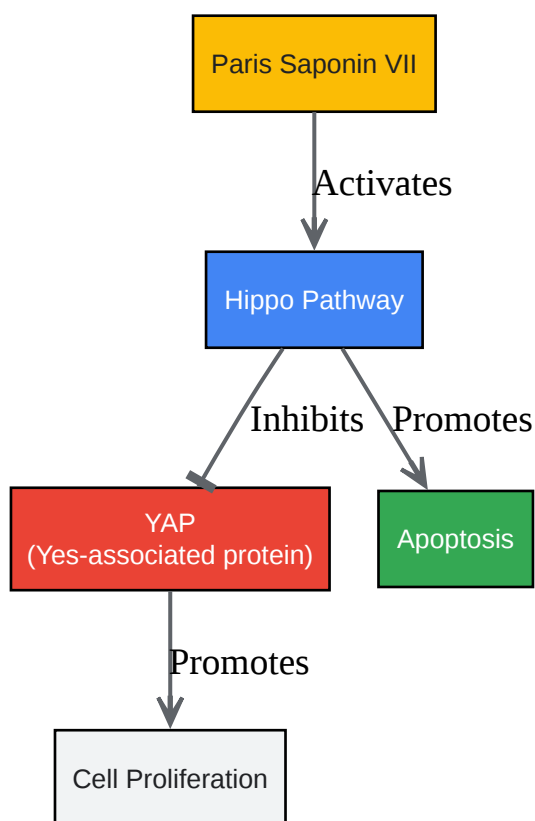 Paris Saponin VII
Activates
Hippo Pathway
Inhibits
Promotes
YAP
(Yes-associated protein)
Apoptosis
Promotes
Cell Proliferation